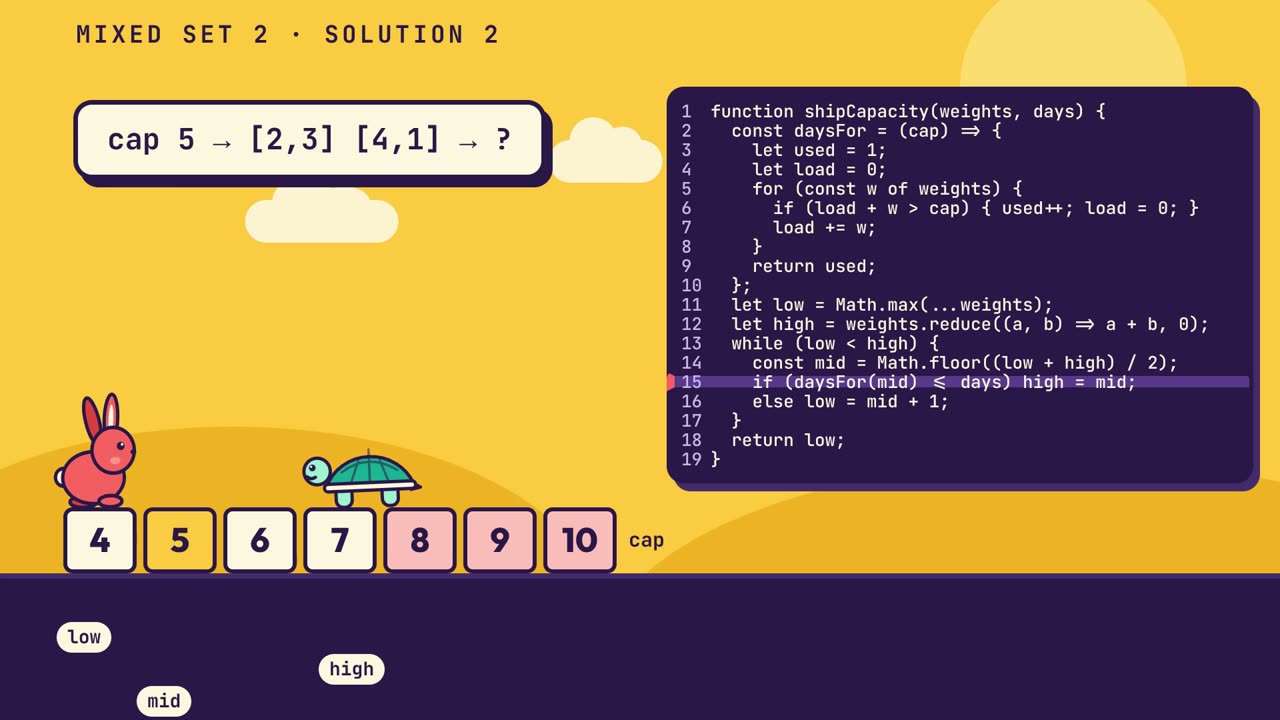 MIXED SET 2 · SOLUTION 2
cap 5 → [2,3] [4,1] → ?
1 function shipCapacity(weights, days) {
2   const daysFor = (cap) => {
3     let used = 1;
4     let load = 0;
5     for (const w of weights) {
6       if (load + w > cap) { used++; load = 0; }
7       load += w;
8     }
9     return used;
10   };
11   let low = Math.max(...weights);
12   let high = weights.reduce((a, b) => a + b, 0);
13   while (low < high) {
14     const mid = Math.floor((low + high) / 2);
15     if (daysFor(mid) <= days) high = mid;
16     else low = mid + 1;
17   }
18   return low;
19 }
4 5 6 7 8 9 10 cap
low
high
mid